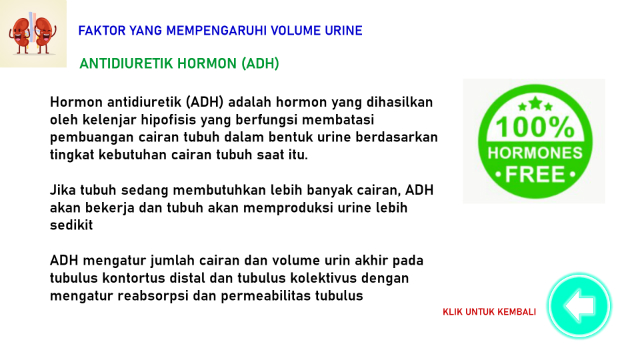 FAKTOR YANG MEMPENGARUHI VOLUME URINE
ANTIDIURETIK HORMON (ADH)
Hormon antidiuretik (ADH) adalah hormon yang dihasilkan
oleh kelenjar hipofisis yang berfungsi membatasi
pembuangan cairan tubuh dalam bentuk urine berdasarkan
tingkat kebutuhan cairan tubuh saat itu.
Jika tubuh sedang membutuhkan lebih banyak cairan, ADH
akan bekerja dan tubuh akan memproduksi urine lebih
sedikit
ADH mengatur jumlah cairan dan volume urin akhir pada
tubulus kontortus distal dan tubulus kolektivus dengan
mengatur reabsorpsi dan permeabilitas tubulus
100%
HORMONES
• FREE •
KLIK UNTUK KEMBALI